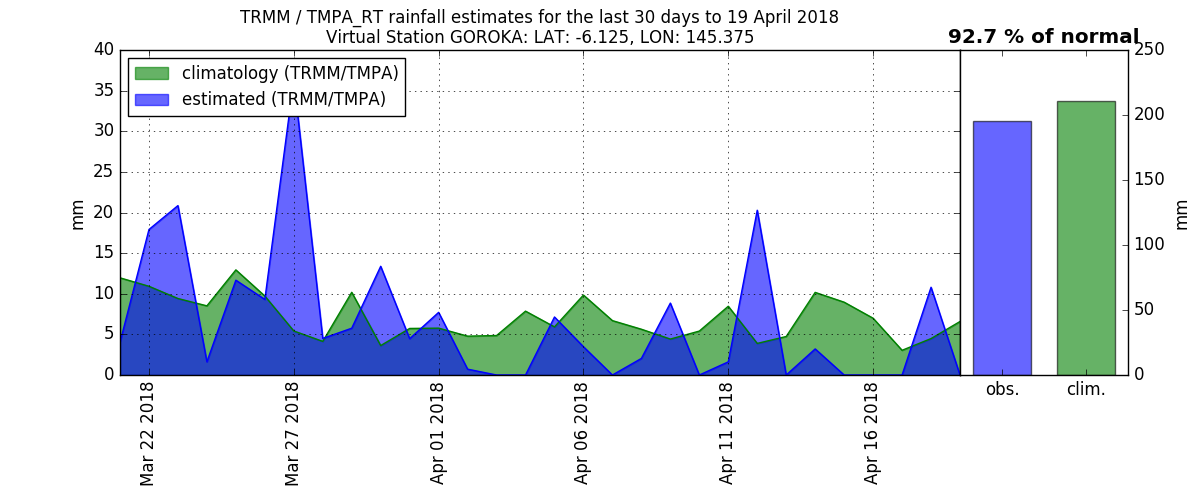 TRMM / TMPA_RT rainfall estimates for the last 30 days to 19 April 2018
Virtual Station GOROKA: LAT: -6.125, LON: 145.375
92.7 % of normal
climatology (TRMM/TMPA)
estimated (TRMM/TMPA)
40
35
30
25
20
15
10
5
0
mm
Mar 22 2018
Mar 27 2018
Apr 01 2018
Apr 06 2018
Apr 11 2018
Apr 16 2018
250
200
150
100
50
0
mm
obs.
clim.